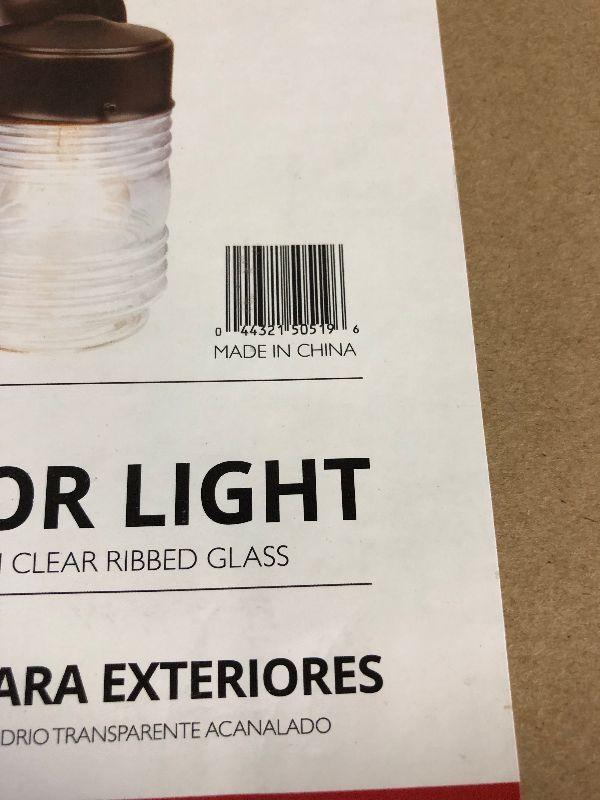 0 44321 50519 6
MADE IN CHINA
OR LIGHT
CLEAR RIBBED GLASS
ARA EXTERIORES
DRIO TRANSPARENTE ACANALADO